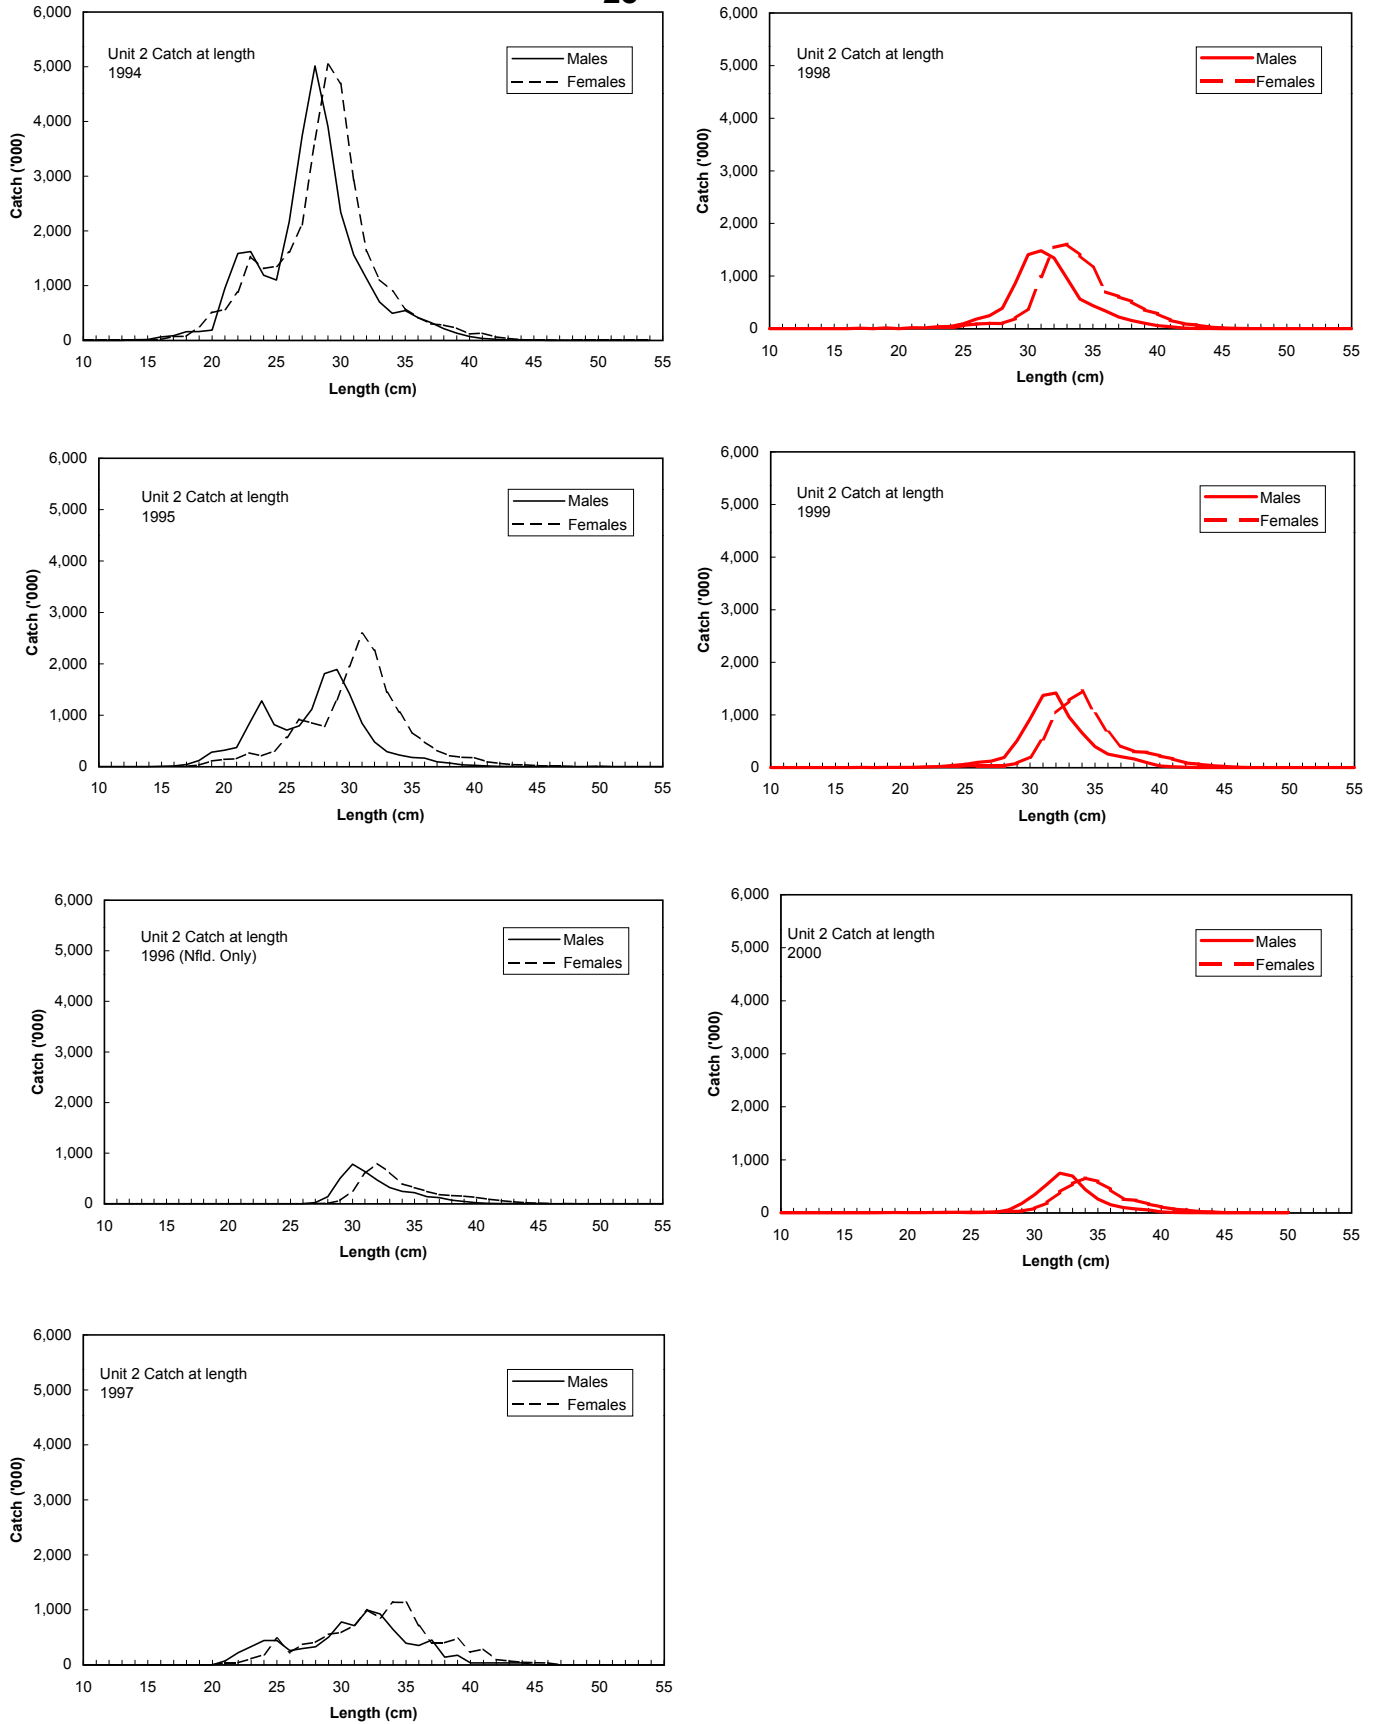 6,000
5,000
4,000
3,000
2,000
1,000
0
Catch ('000)
Unit 2 Catch at length
1994
Males
Females
10 15 20 25 30 35 40 45 50 55
Length (cm)
6,000
5,000
4,000
3,000
2,000
1,000
0
Catch ('000)
Unit 2 Catch at length
1998
Males
Females
10 15 20 25 30 35 40 45 50 55
Length (cm)
6,000
5,000
4,000
3,000
2,000
1,000
0
Catch ('000)
Unit 2 Catch at length
1995
Males
Females
10 15 20 25 30 35 40 45 50 55
Length (cm)
6,000
5,000
4,000
3,000
2,000
1,000
0
Catch ('000)
Unit 2 Catch at length
1999
Males
Females
10 15 20 25 30 35 40 45 50 55
Length (cm)
6,000
5,000
4,000
3,000
2,000
1,000
0
Catch ('000)
Unit 2 Catch at length
1996 (Nfld. Only)
Males
Females
10 15 20 25 30 35 40 45 50 55
Length (cm)
6,000
5,000
4,000
3,000
2,000
1,000
0
Catch ('000)
Unit 2 Catch at length
2000
Males
Females
10 15 20 25 30 35 40 45 50 55
Length (cm)
6,000
5,000
4,000
3,000
2,000
1,000
0
Catch ('000)
Unit 2 Catch at length
1997
Males
Females
10 15 20 25 30 35 40 45 50 55
Length (cm)